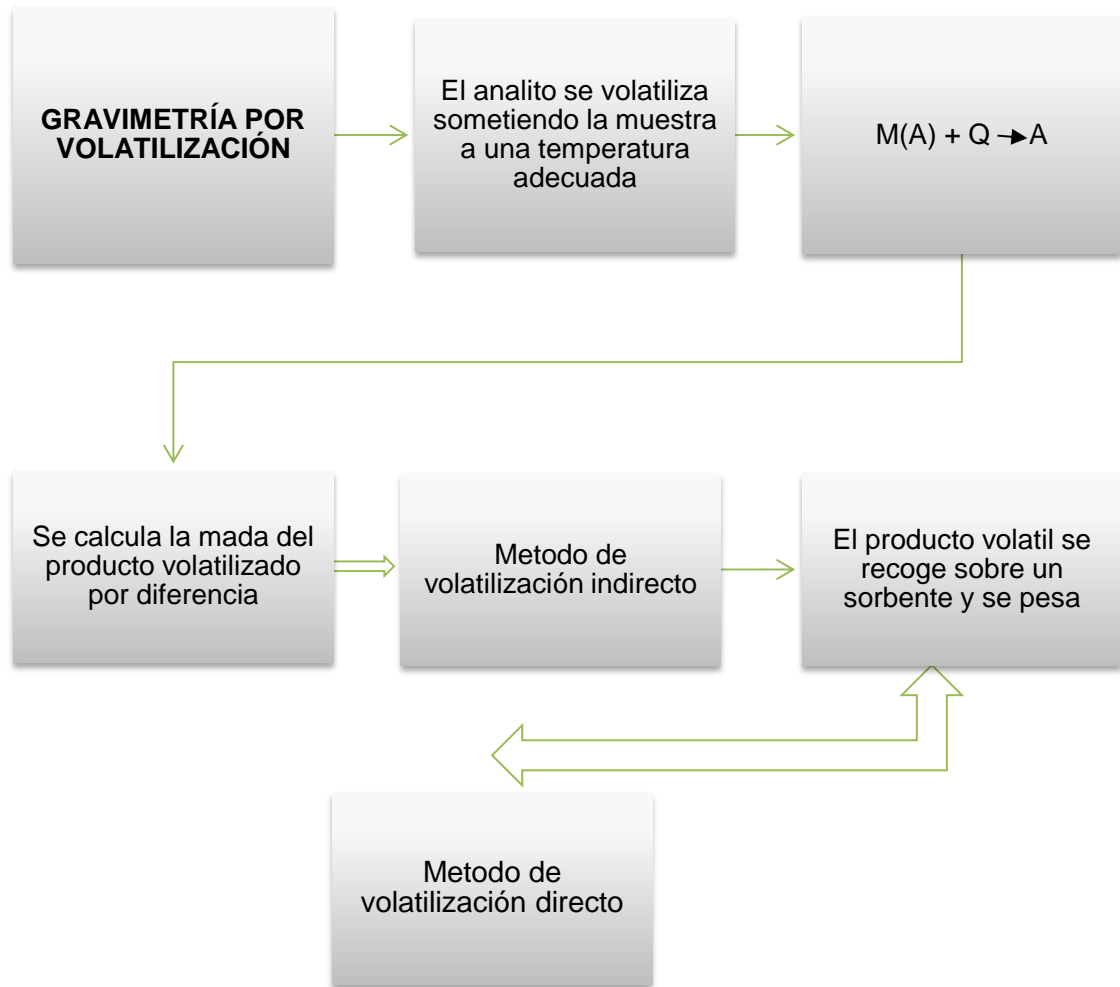 GRAVIMETRÍA POR
VOLATILIZACIÓN
El analito se volatiliza
sometiendo la muestra
a una temperatura
adecuada
M(A) + Q → A
Se calcula la mada del
producto volatilizado
por diferencia
Metodo de
volatilización indirecto
El producto volatil se
recoge sobre un
sorbente y se pesa
Metodo de
volatilización directo